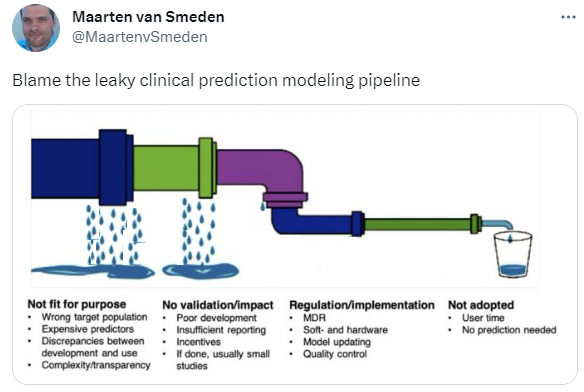 Maarten van Smeden
@MaartenvSmeden
Blame the leaky clinical prediction modeling pipeline
Not fit for purpose
• Wrong target population
• Expensive predictors
• Discrepancies between
development and use
• Complexity/transparency
No validation/impact
• Poor development
• Insufficient reporting
• Incentives
• If done, usually small
studies
Regulation/implementation
• MDR
• Soft- and hardware
• Model updating
• Quality control
Not adopted
• User time
• No prediction needed